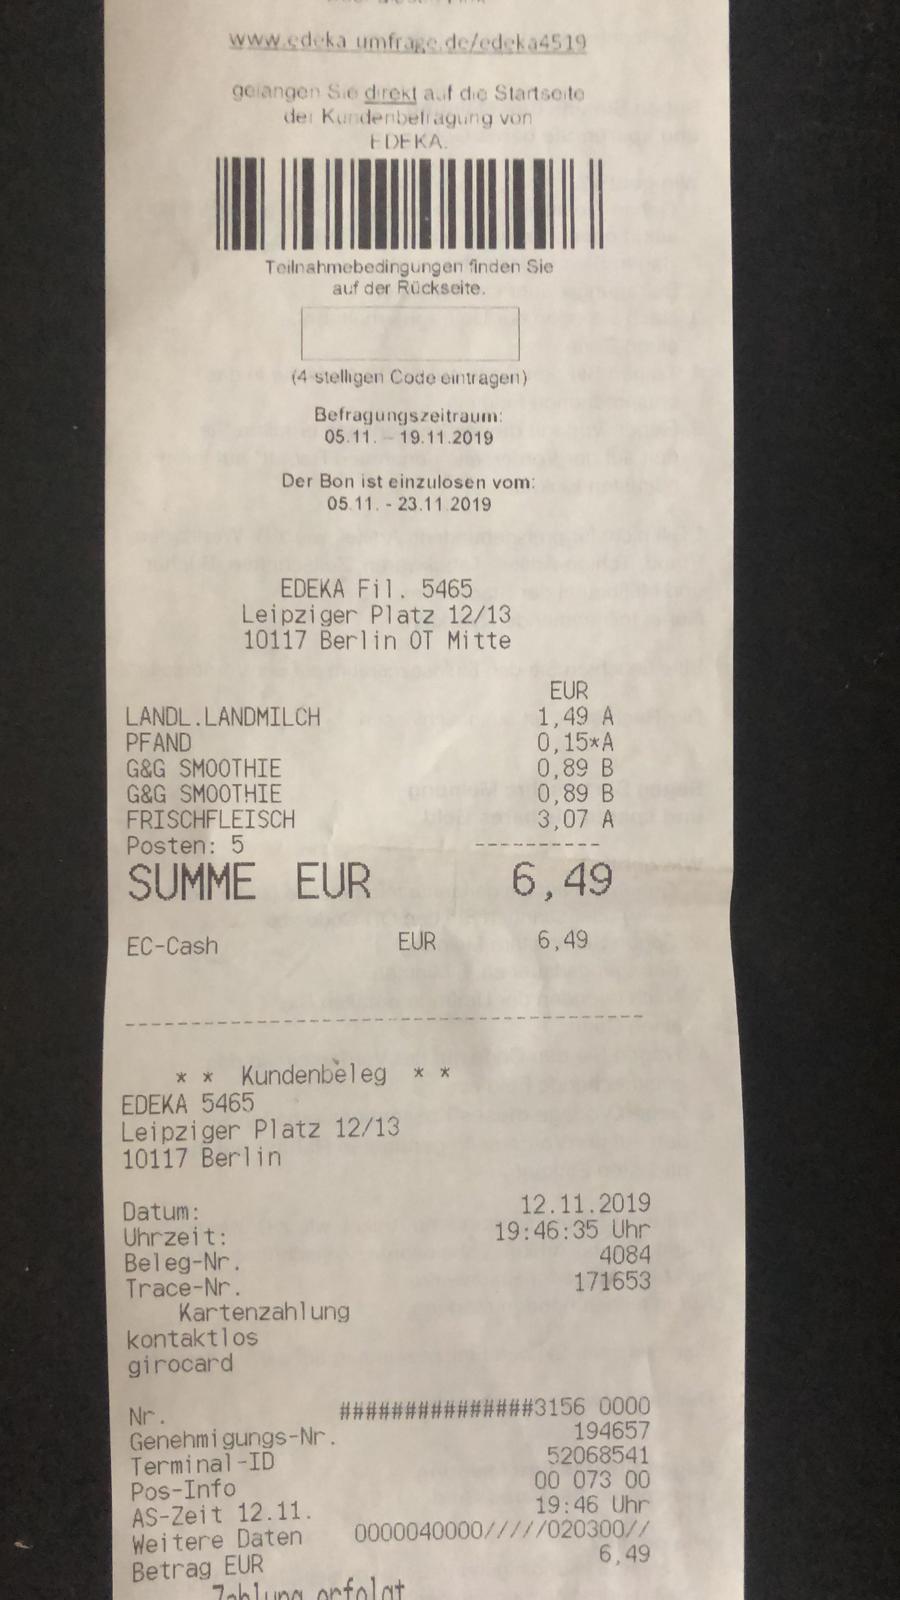 www.edeka umfrage.de/edeka4519
gelangen Sie direkt auf die Startseite
der Kundenbefragung von
EDEKA.
Teilnahmebedingungen finden Sie
auf der Rückseite.
(4 stelligen Code eintragen)
Befragungszeitraum:
05.11. - 19.11.2019
Der Bon ist einzulosen vom:
05.11. - 23.11.2019
EDEKA Fil. 5465
Leipziger Platz 12/13
10117 Berlin OT Mitte
EUR
LANDL.LANDMILCH 1,49 A
PFAND 0,15*A
G&G SMOOTHIE 0,89 B
G&G SMOOTHIE 0,89 B
FRISCHFLEISCH 3,07 A
Posten: 5 ----------
SUMME EUR 6,49
EC-Cash EUR 6,49
----------------------------------------
* * Kundenbeleg * *
EDEKA 5465
Leipziger Platz 12/13
10117 Berlin
Datum: 12.11.2019
Uhrzeit: 19:46:35 Uhr
Beleg-Nr. 4084
Trace-Nr. 171653
Kartenzahlung
kontaktlos
girocard
Nr. ###############3156 0000
Genehmigungs-Nr. 194657
Terminal-ID 52068541
Pos-Info 00 073 00
AS-Zeit 12.11. 19:46 Uhr
Weitere Daten 0000040000/////020300//
Betrag EUR 6,49
Zahlung erfolgt